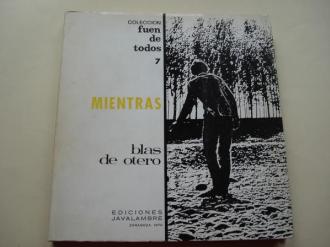 COLECCION
fuen
de
todos
7
MIENTRAS
blas
de otero
EDICIONES
JAVALAMBRE
ZARAGOZA 1970